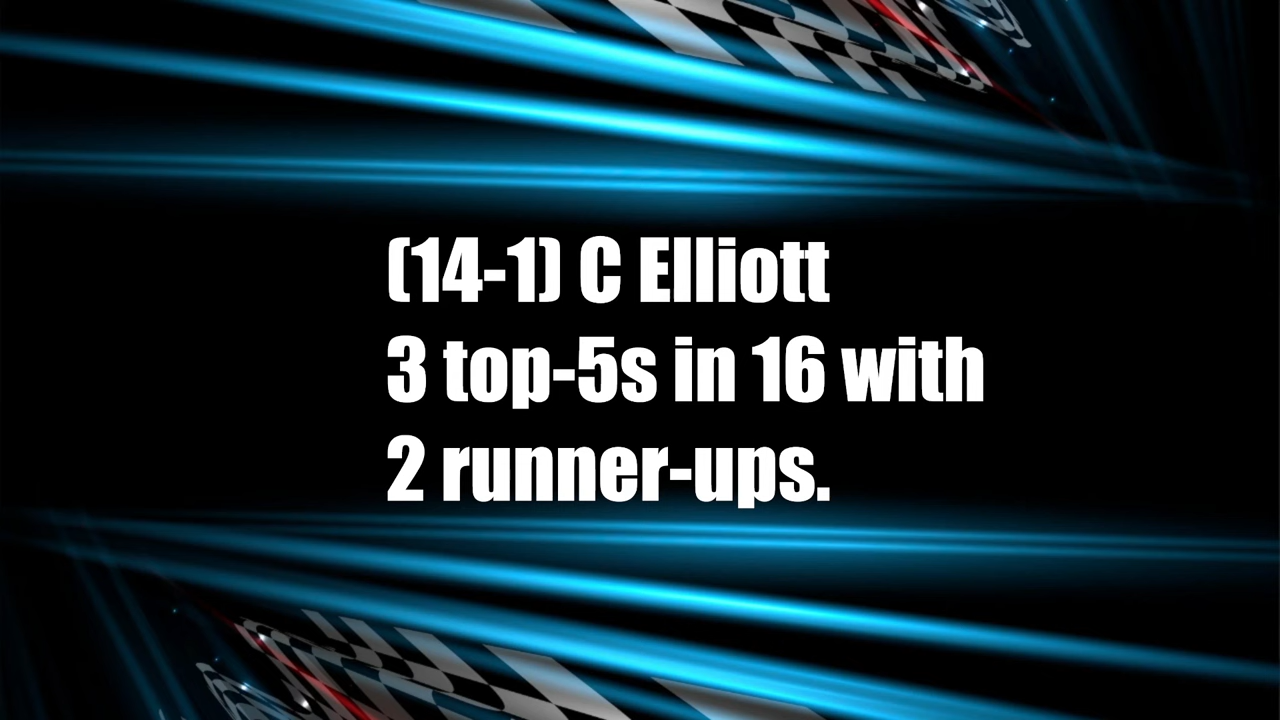 (14-1) C Elliott
3 top-5s in 16 with
2 runner-ups.